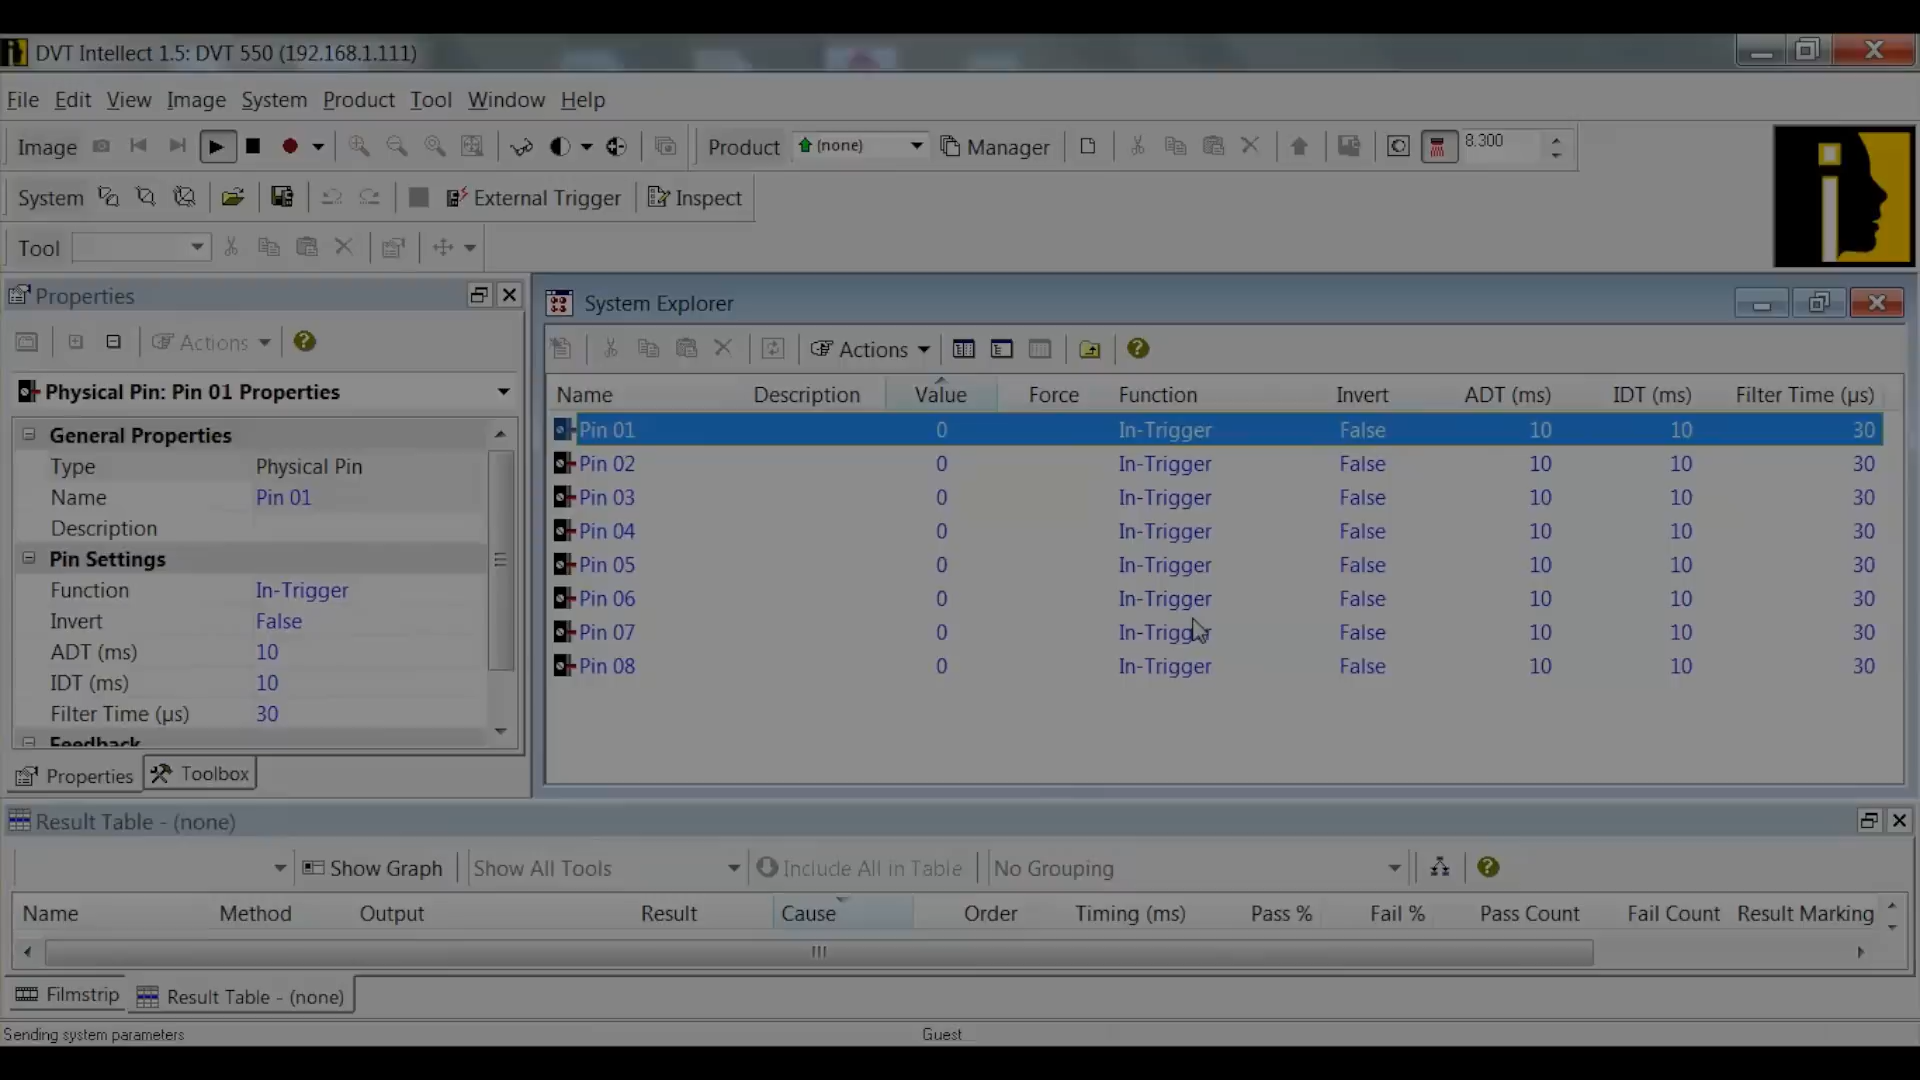 DVT Intellect 1.5: DVT 550 (192.168.1.111)
File Edit View Image System Product Tool Window Help
Image Product (none) Manager 8.300
System External Trigger Inspect
Tool
Properties
Actions
Physical Pin: Pin 01 Properties
General Properties
Type Physical Pin
Name Pin 01
Description
Pin Settings
Function In-Trigger
Invert False
ADT (ms) 10
IDT (ms) 10
Filter Time (µs) 30
Feedback
Properties Toolbox
System Explorer
Actions
Name Description Value Force Function Invert ADT (ms) IDT (ms) Filter Time (µs)
Pin 01 0 In-Trigger False 10 10 30
Pin 02 0 In-Trigger False 10 10 30
Pin 03 0 In-Trigger False 10 10 30
Pin 04 0 In-Trigger False 10 10 30
Pin 05 0 In-Trigger False 10 10 30
Pin 06 0 In-Trigger False 10 10 30
Pin 07 0 In-Trigger False 10 10 30
Pin 08 0 In-Trigger False 10 10 30
Result Table - (none)
Show Graph Show All Tools Include All in Table No Grouping
Name Method Output Result Cause Order Timing (ms) Pass % Fail % Pass Count Fail Count Result Marking
Filmstrip Result Table - (none)
Sending system parameters Guest